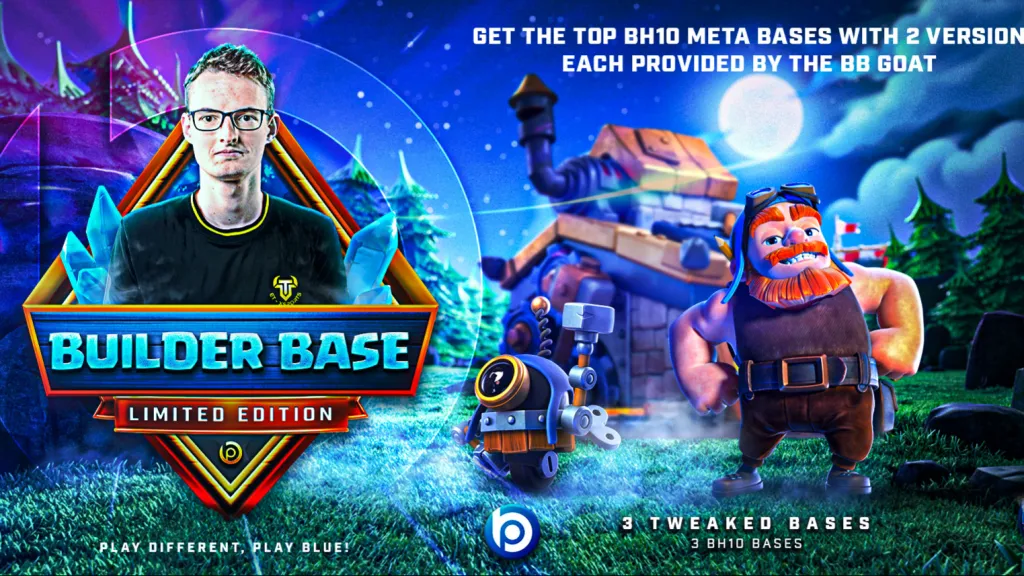 GET THE TOP BH10 META BASES WITH 2 VERSION
EACH PROVIDED BY THE BB GOAT
BUILDER BASE
LIMITED EDITION
3 TWEAKED BASES
3 BH10 BASES
PLAY DIFFERENT, PLAY BLUE!